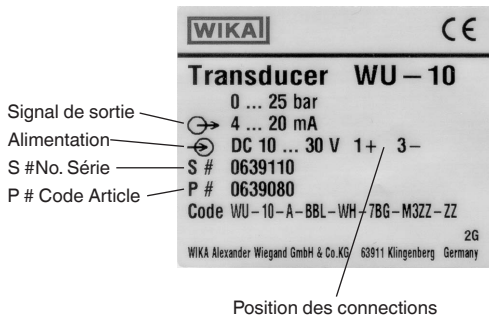 WIKA
CE
Transducer WU – 10
0 ... 25 bar
Signal de sortie
4 ... 20 mA
Alimentation
DC 10 ... 30 V 1+ 3–
S #No. Série
S # 0639110
P # Code Article
P # 0639080
Code WU – 10 – A – BBL – WH – 7BG – M3ZZ – ZZ
2G
WIKA Alexander Wiegand GmbH & Co.KG 63911 Klingenberg Germany
Position des connections